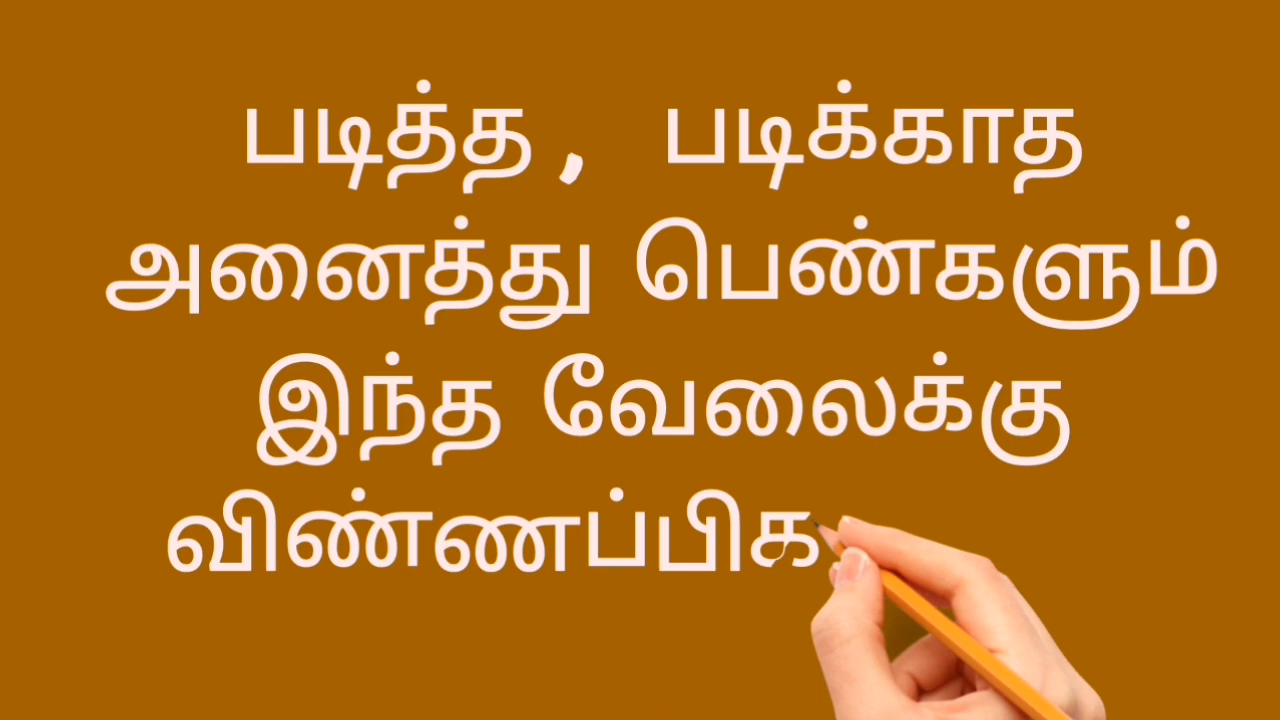 படித்த, படிக்காத
அனைத்து பெண்களும்
இந்த வேலைக்கு
விண்ணப்பிக